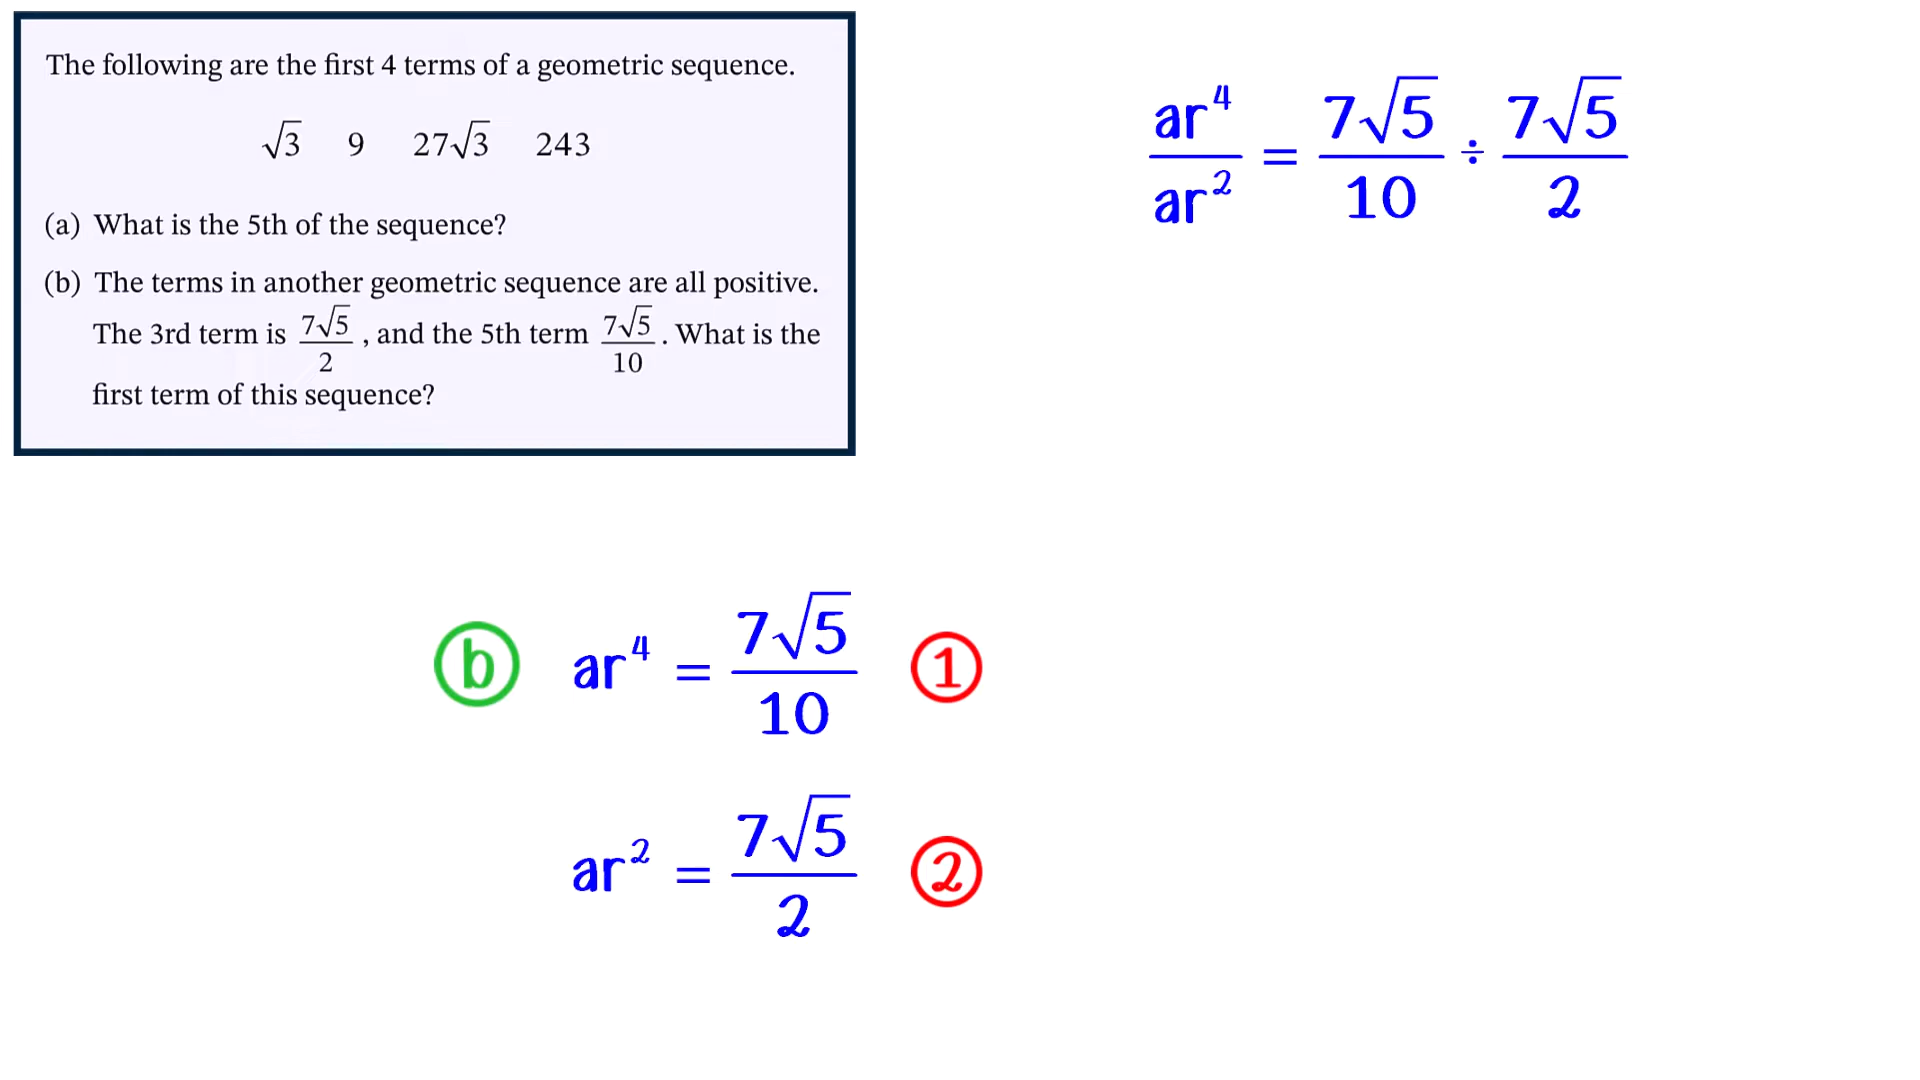 The following are the first 4 terms of a geometric sequence.
√3 9 27√3 243
(a) What is the 5th of the sequence?
(b) The terms in another geometric sequence are all positive.
The 3rd term is 7√5/2 , and the 5th term 7√5/10 . What is the
first term of this sequence?
ar⁴/ar² = 7√5/10 ÷ 7√5/2
b ar⁴ = 7√5/10 1
ar² = 7√5/2 2